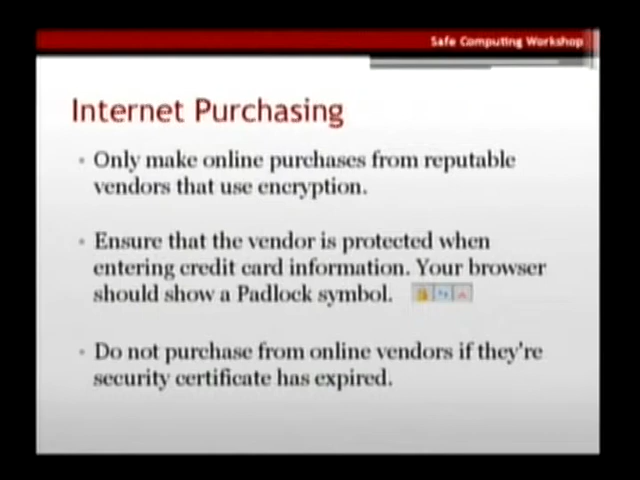 Safe Computing Workshop
Internet Purchasing
Only make online purchases from reputable
vendors that use encryption.
Ensure that the vendor is protected when
entering credit card information. Your browser
should show a Padlock symbol.
Do not purchase from online vendors if they're
security certificate has expired.